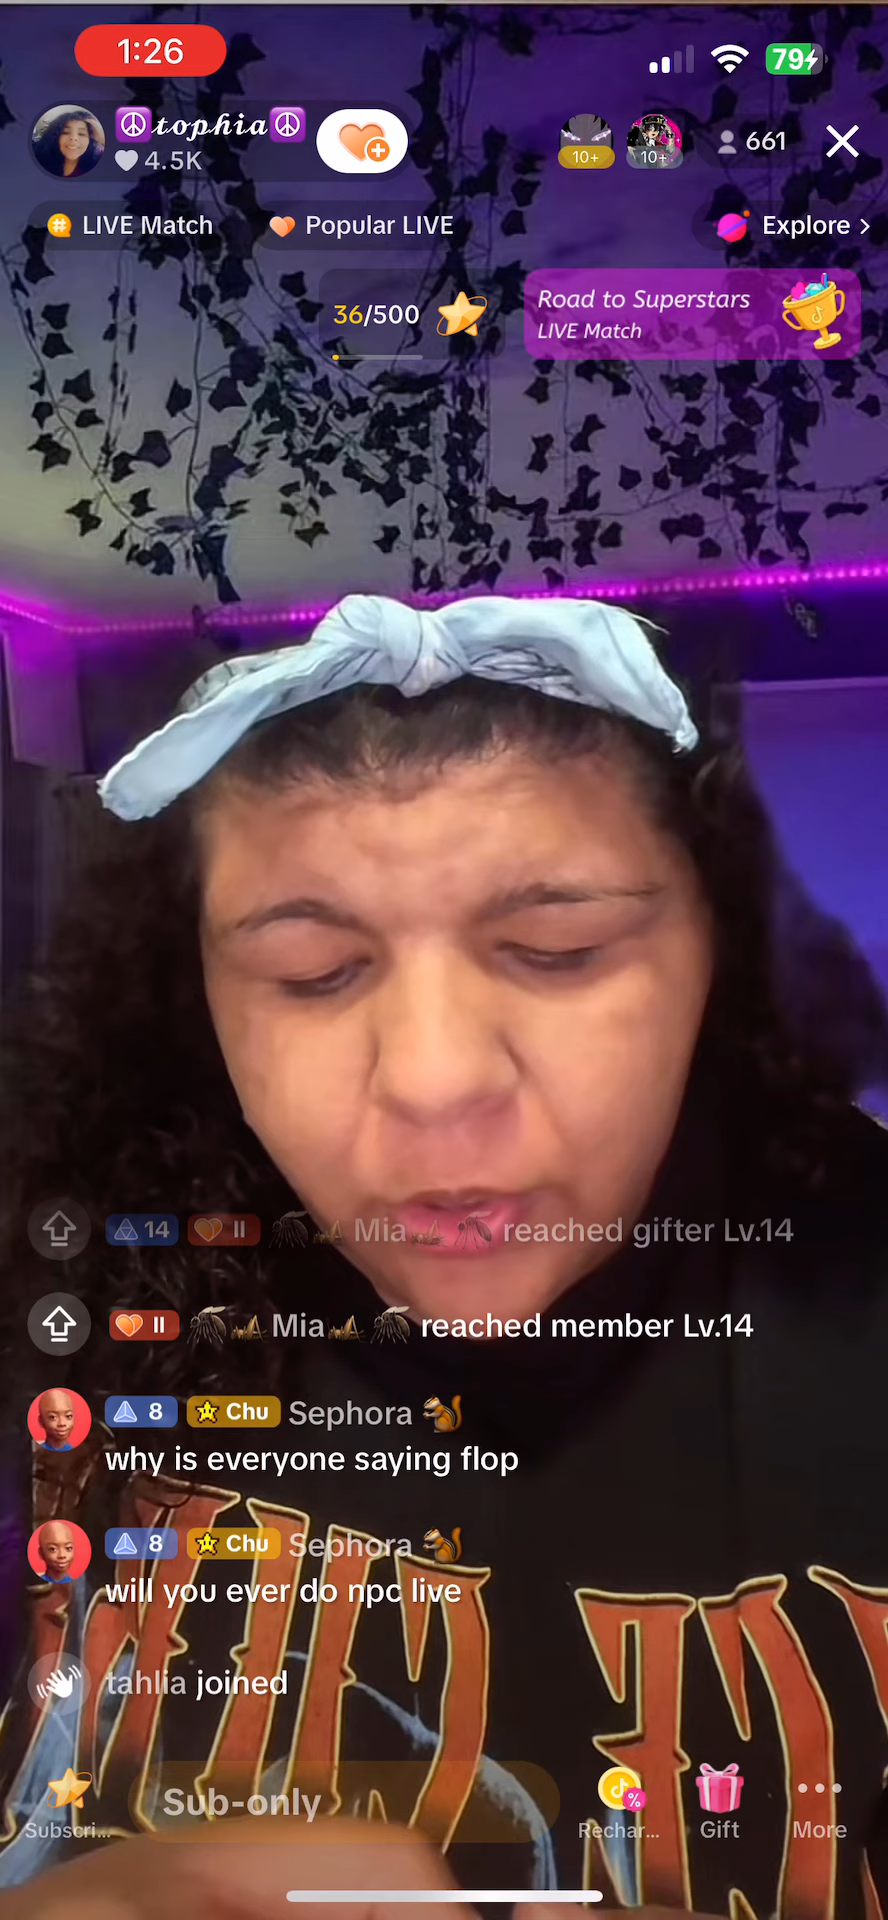 1:26
79
☮️tophia☮️
4.5K
10+
10+
661
LIVE Match
Popular LIVE
Explore >
36/500
Road to Superstars
LIVE Match
14 II 🦟🦗Mia🦗🦟 reached gifter Lv.14
II 🦟🦗Mia🦗🦟 reached member Lv.14
8 Chu Sephora 🐿️
why is everyone saying flop
8 Chu Sephora 🐿️
will you ever do npc live
tahlia joined
Sub-only
Subscri...
Rechar...
Gift
More